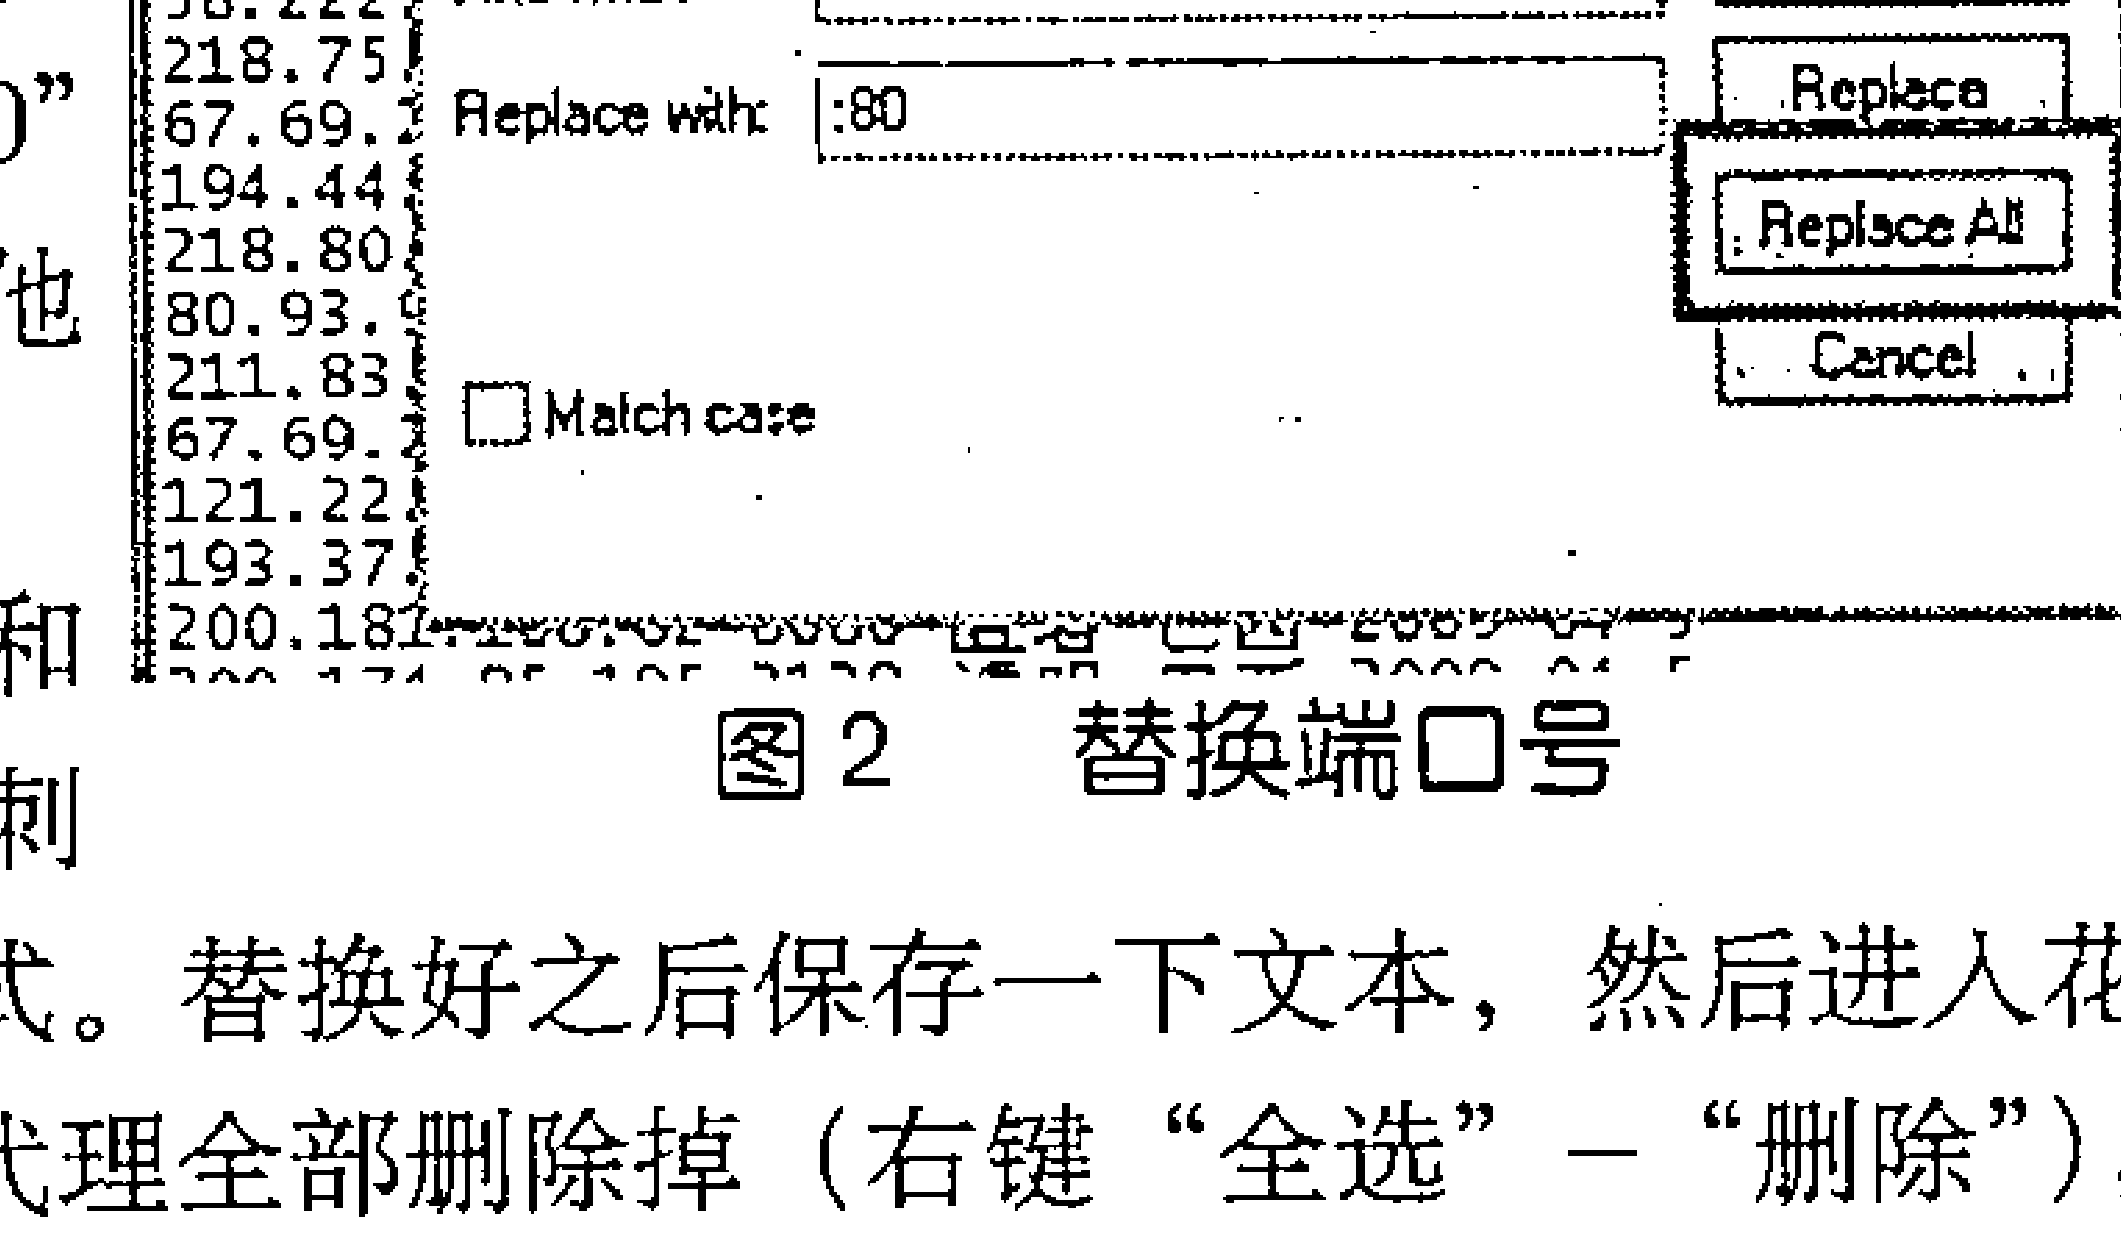 218.75
Replace
67.69.
Replace with: :80
”
194.44
218.80
Replace All
也
80.93.
211.83
Cancel
67.69.
Match case
121.22
193.37.
200.181
和
图 2 替换端口号
刺
式。替换好之后保存一下文本，然后进入花
代理全部删除掉（右键“全选”－“删除”）